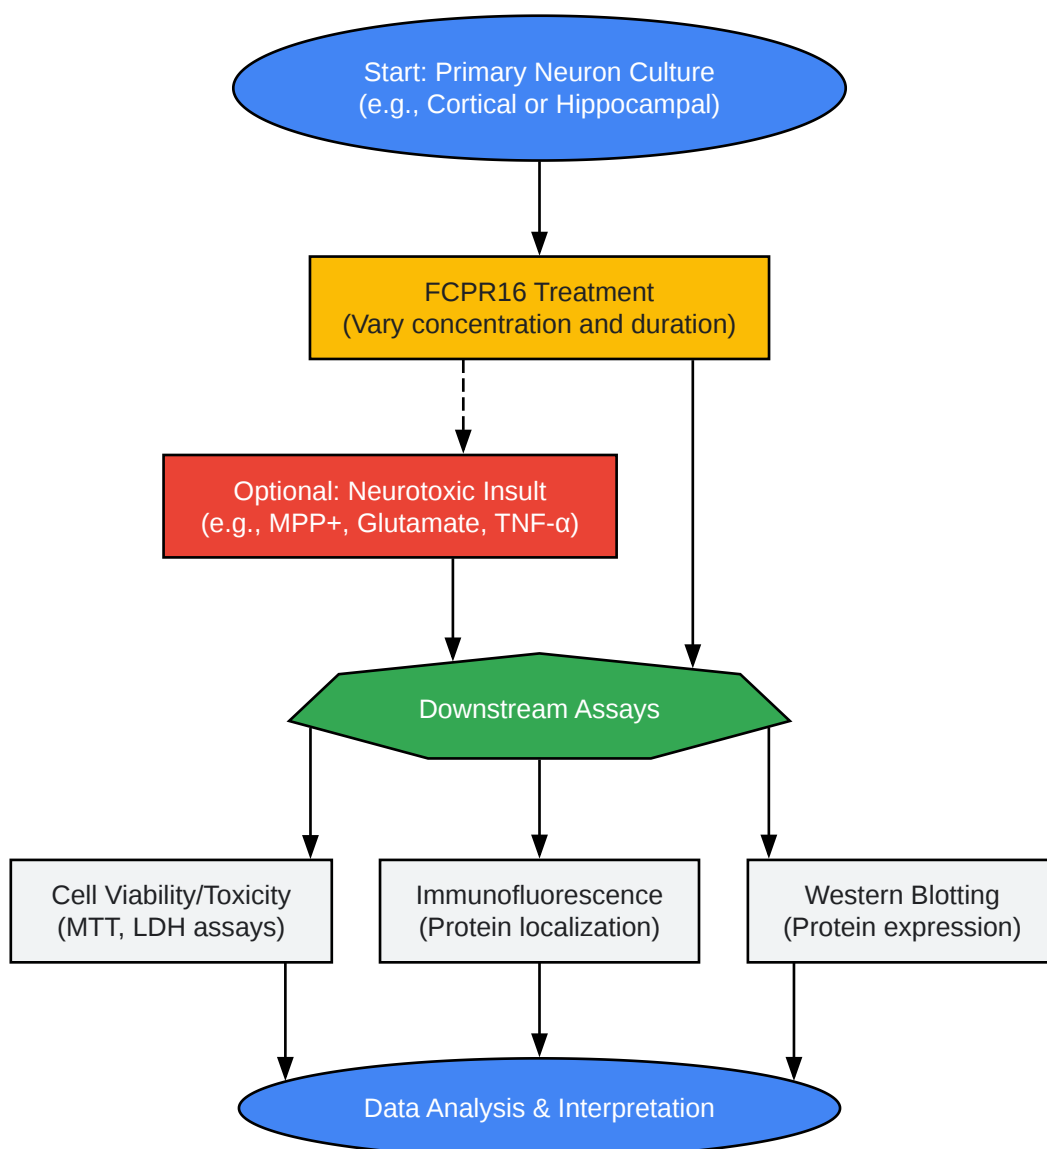 Start: Primary Neuron Culture
(e.g., Cortical or Hippocampal)
FCPR16 Treatment
(Vary concentration and duration)
Optional: Neurotoxic Insult
(e.g., MPP+, Glutamate, TNF-α)
Downstream Assays
Cell Viability/Toxicity
(MTT, LDH assays)
Immunofluorescence
(Protein localization)
Western Blotting
(Protein expression)
Data Analysis & Interpretation